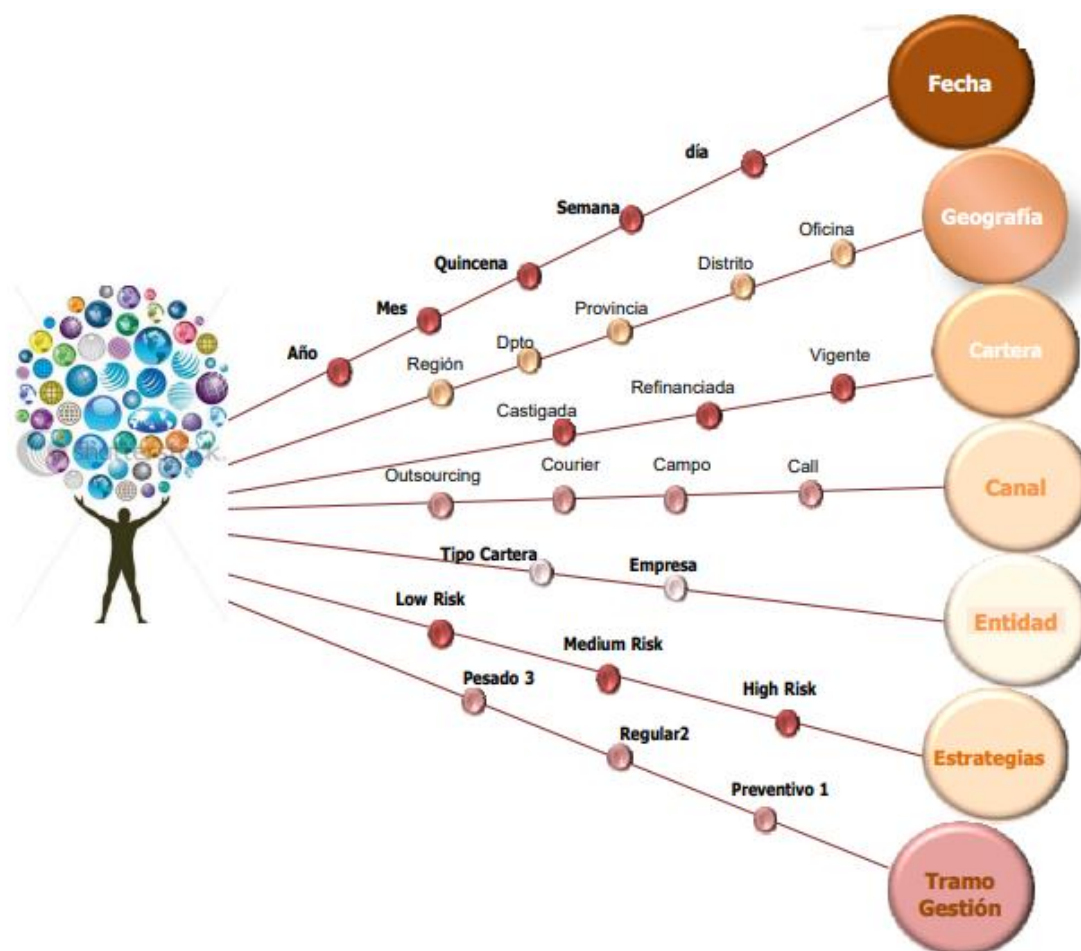 Fecha
día
Semana
Quincena
Mes
Año
Geografía
Oficina
Distrito
Provincia
Dpto
Región
Cartera
Vigente
Refinanciada
Castigada
Canal
Call
Campo
Courier
Outsourcing
Entidad
Empresa
Tipo Cartera
Estrategias
High Risk
Medium Risk
Low Risk
Tramo
Gestión
Preventivo 1
Regular2
Pesado 3